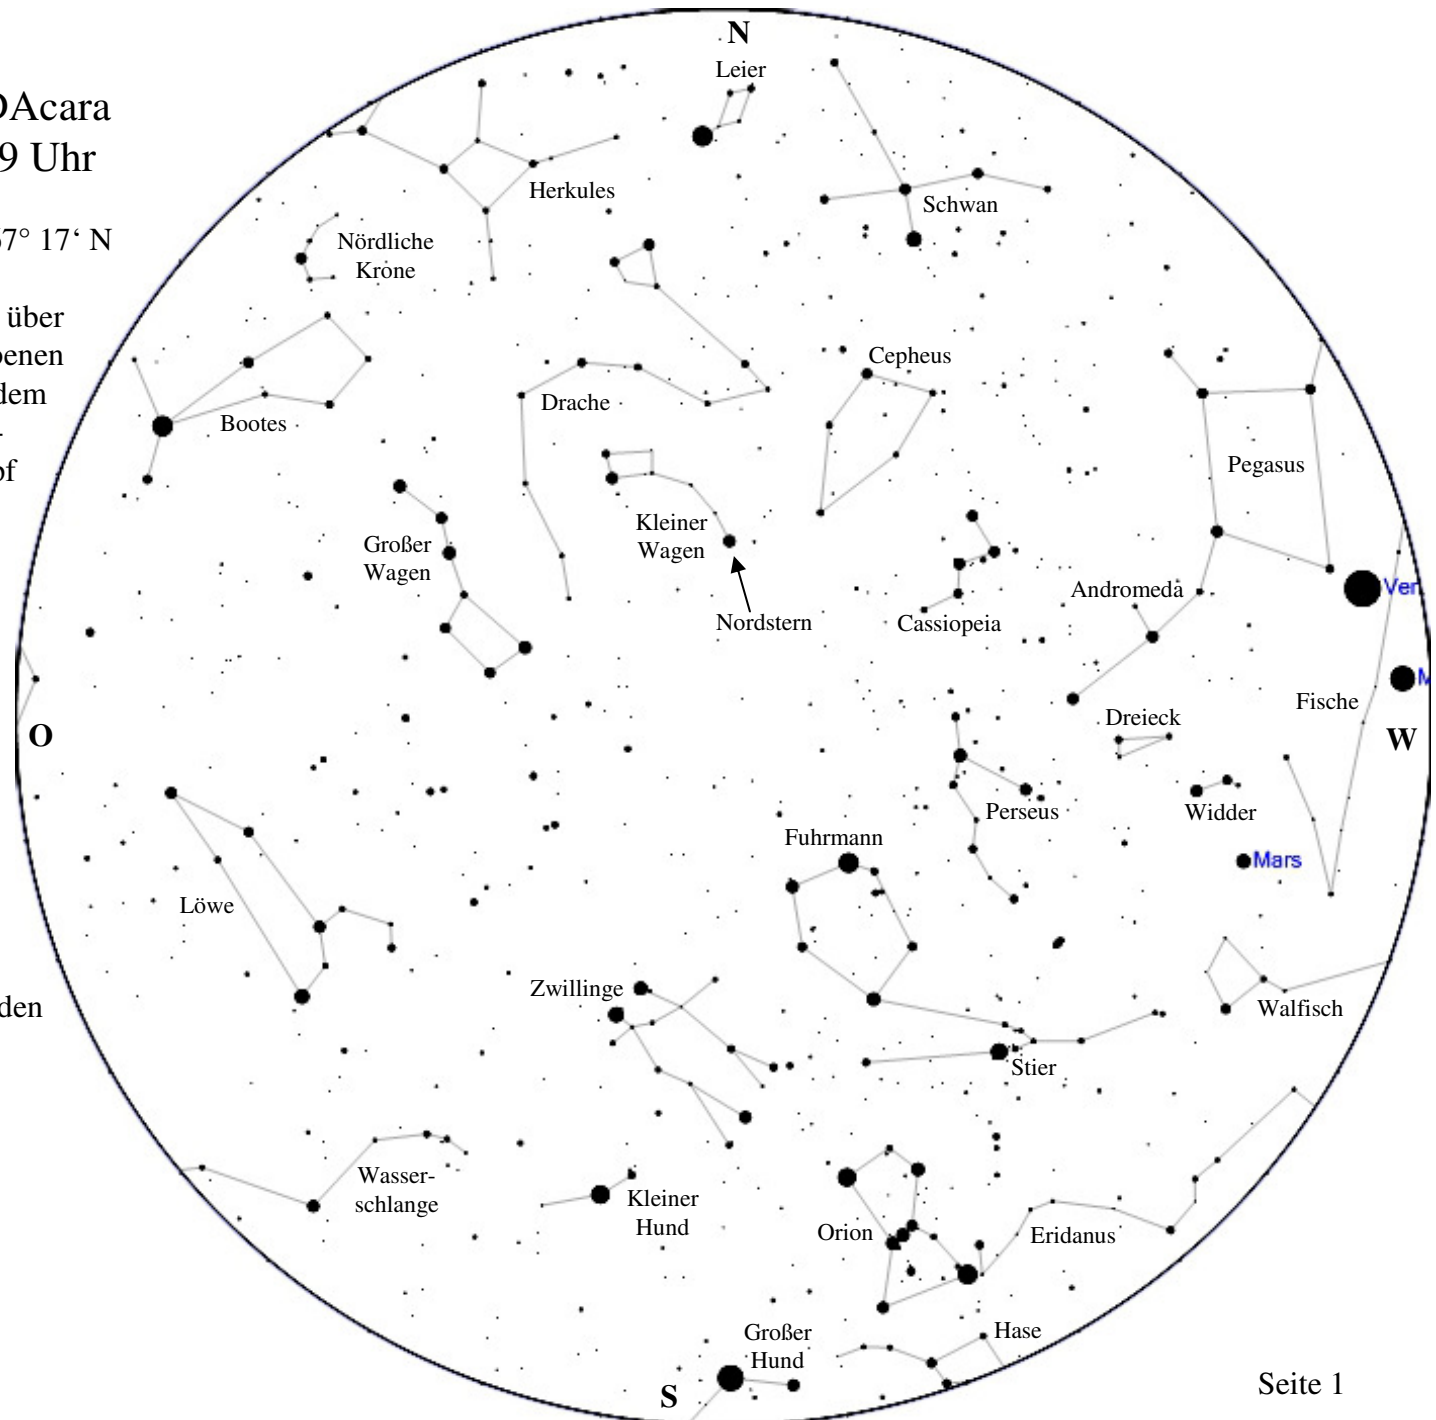 N
Leier
Acara
9 Uhr
7° 17‘ N
über
dem
den
Herkules
Schwan
Nördliche
Krone
Cepheus
Drache
Bootes
Pegasus
Kleiner
Wagen
Großer
Wagen
Andromeda
Nordstern
Cassiopeia
Ver
Fische
M
O
W
Dreieck
Perseus
Widder
Fuhrmann
Mars
Löwe
Zwillinge
Walfisch
Stier
Wasser-
schlange
Kleiner
Hund
Orion
Eridanus
Großer
Hund
Hase
S
Seite 1